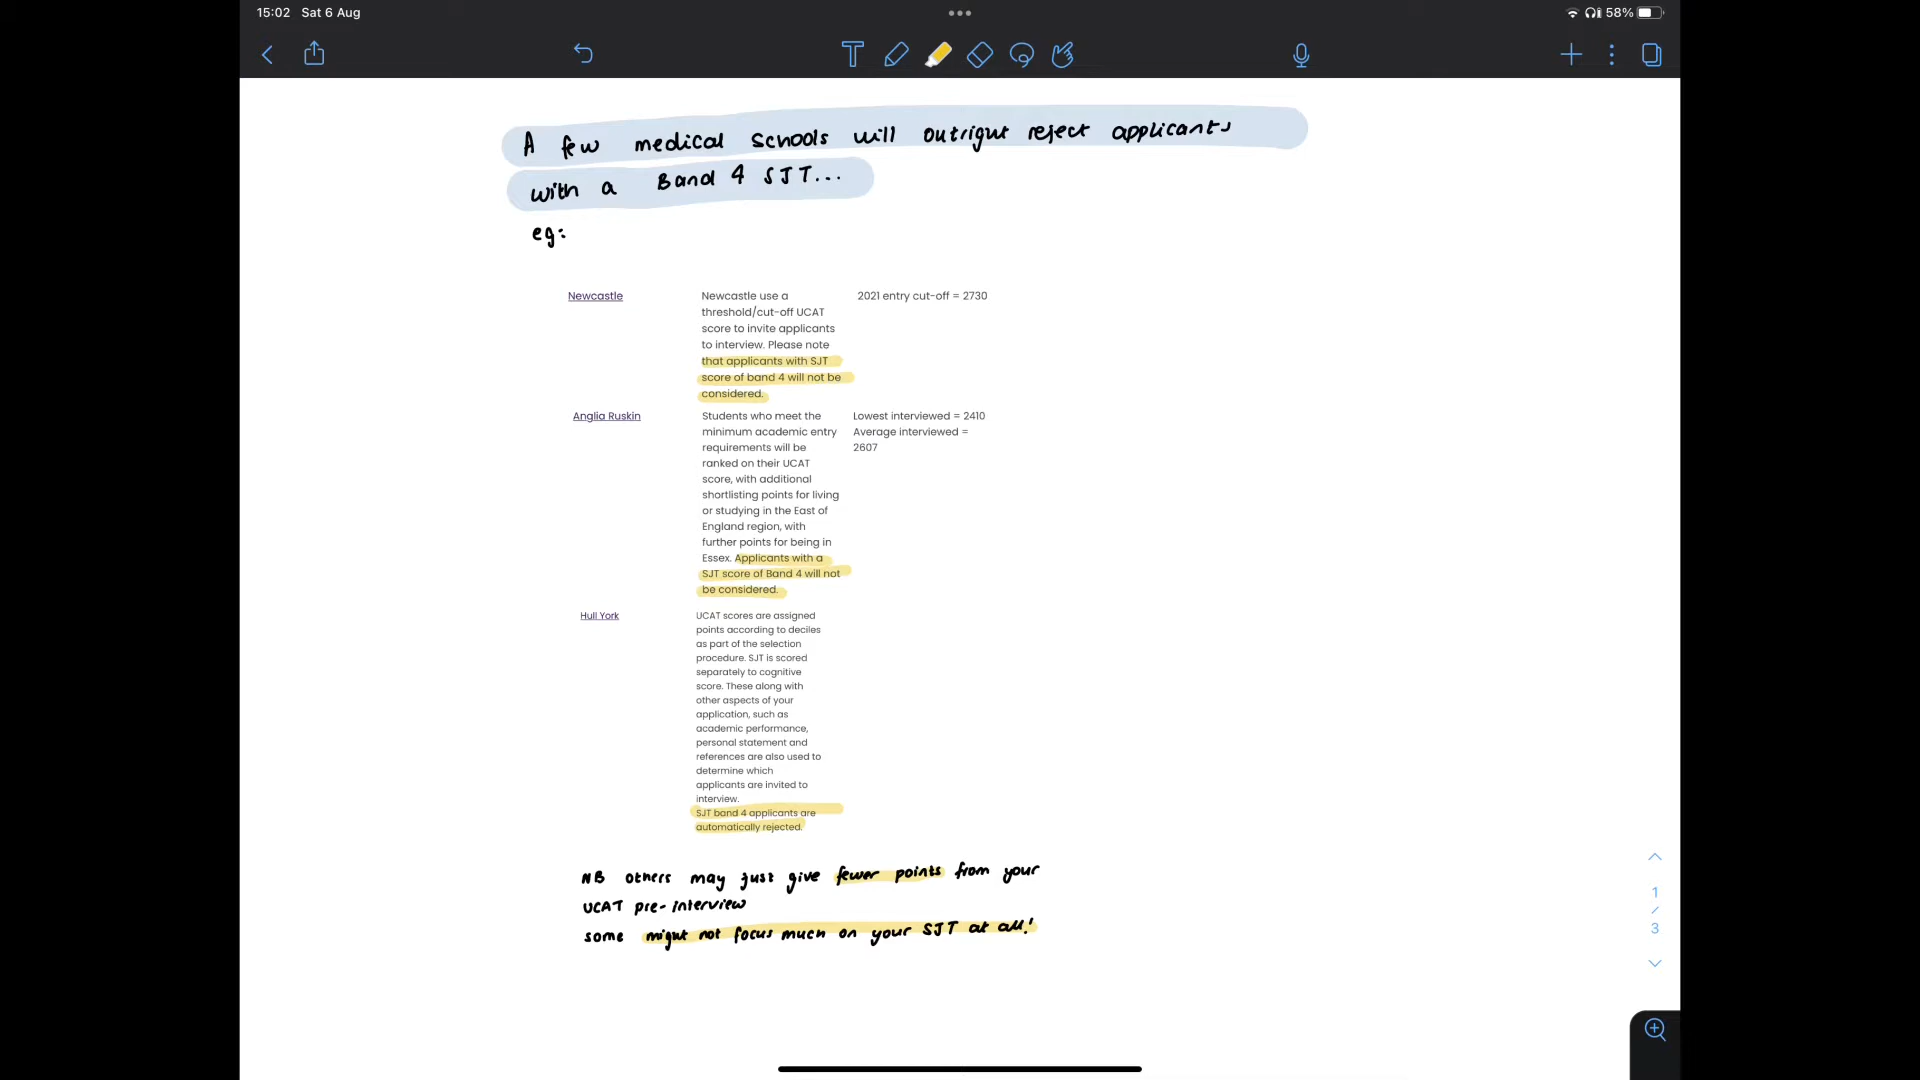 15:02 Sat 6 Aug
58%
A few medical schools will outright reject applicants
with a Band 4 SJT...
eg:
Newcastle
Newcastle use a
threshold/cut-off UCAT
score to invite applicants
to interview. Please note
that applicants with SJT
score of band 4 will not be
considered.
2021 entry cut-off = 2730
Anglia Ruskin
Students who meet the
minimum academic entry
requirements will be
ranked on their UCAT
score, with additional
shortlisting points for living
or studying in the East of
England region, with
further points for being in
Essex. Applicants with a
SJT score of Band 4 will not
be considered.
Lowest interviewed = 2410
Average interviewed =
2607
Hull York
UCAT scores are assigned
points according to deciles
as part of the selection
procedure. SJT is scored
separately to cognitive
score. These along with
other aspects of your
application, such as
academic performance,
personal statement and
references are also used to
determine which
applicants are invited to
interview.
SJT band 4 applicants are
automatically rejected.
NB others may just give fewer points from your
UCAT pre-interview
some might not focus much on your SJT at all!
1
/
3